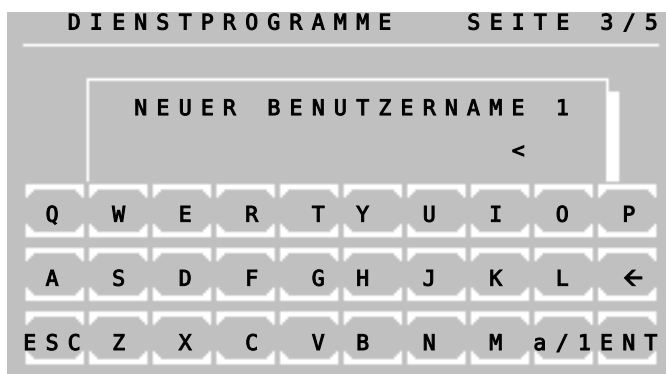 DIENSTPROGRAMME SEITE 3/5
NEUER BENUTZERNAME 1
<
Q W E R T Y U I O P
A S D F G H J K L ←
ESC Z X C V B N M a/1 ENT